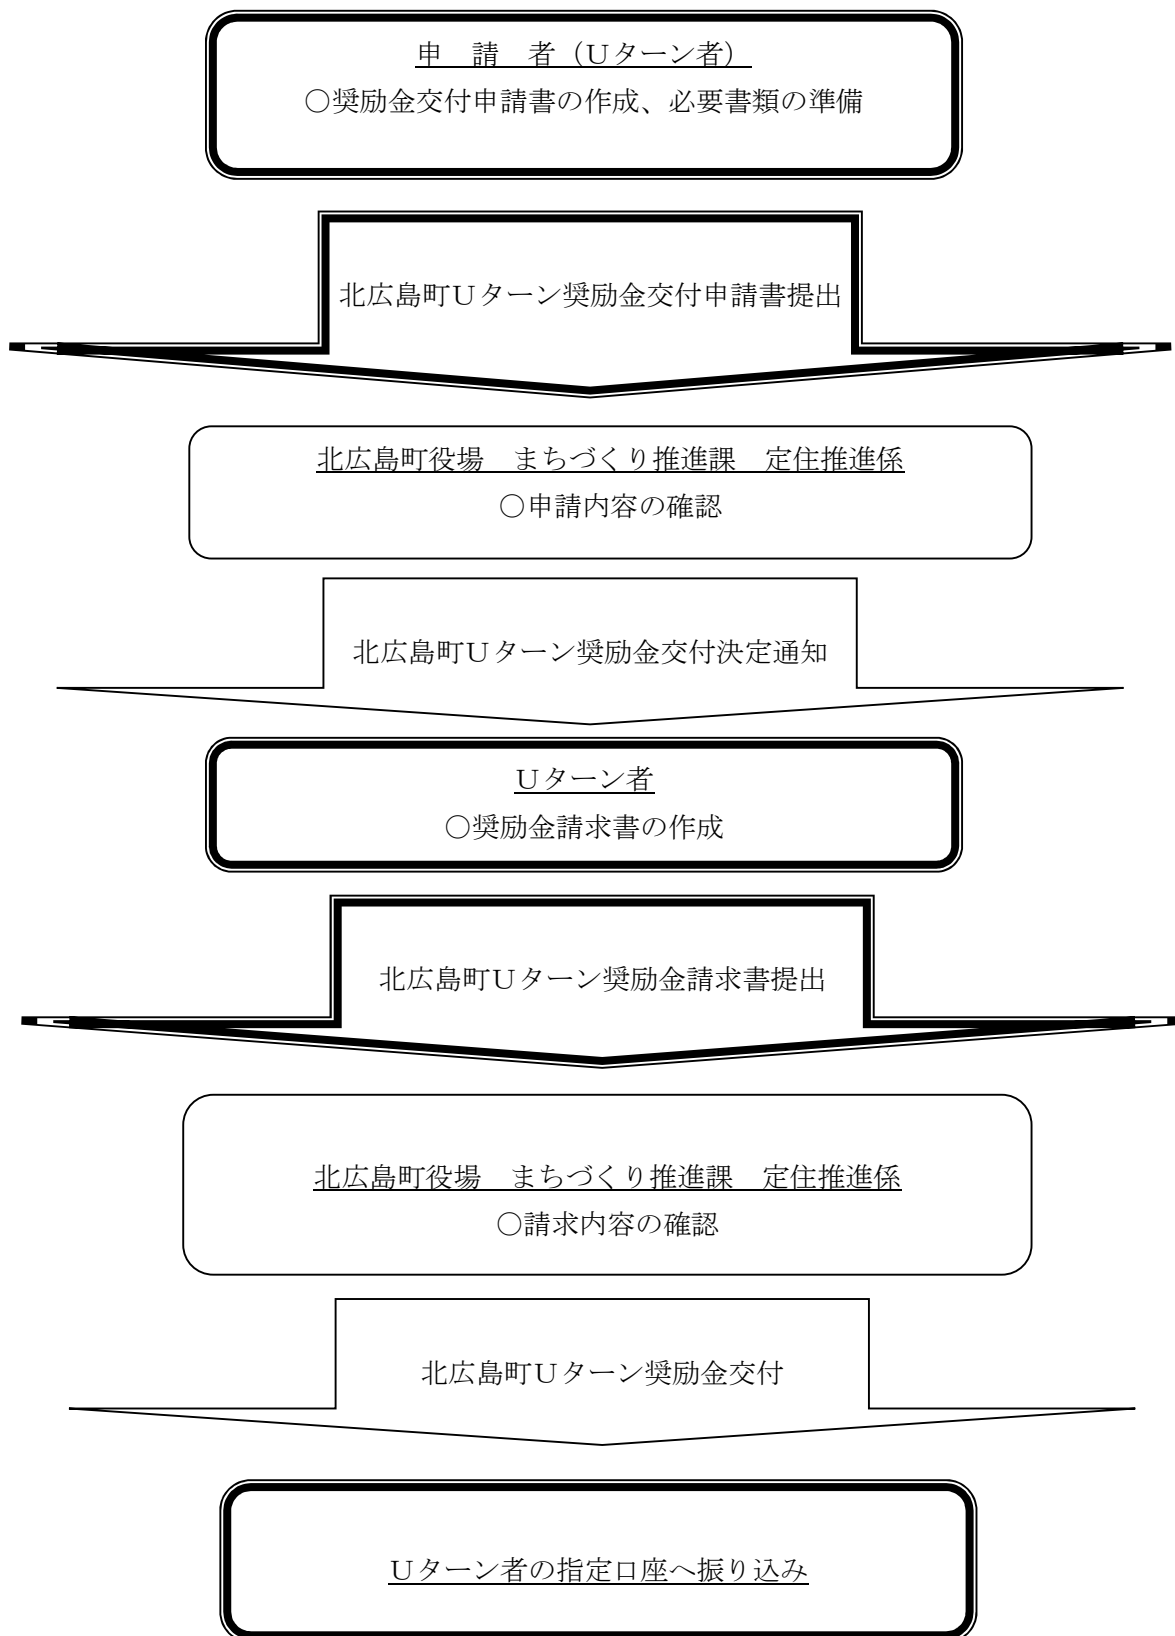 申　請　者（Ｕターン者）
○奨励金交付申請書の作成、必要書類の準備
北広島町Ｕターン奨励金交付申請書提出
北広島町役場　まちづくり推進課　定住推進係
○申請内容の確認
北広島町Ｕターン奨励金交付決定通知
Ｕターン者
○奨励金請求書の作成
北広島町Ｕターン奨励金請求書提出
北広島町役場　まちづくり推進課　定住推進係
○請求内容の確認
北広島町Ｕターン奨励金交付
Ｕターン者の指定口座へ振り込み